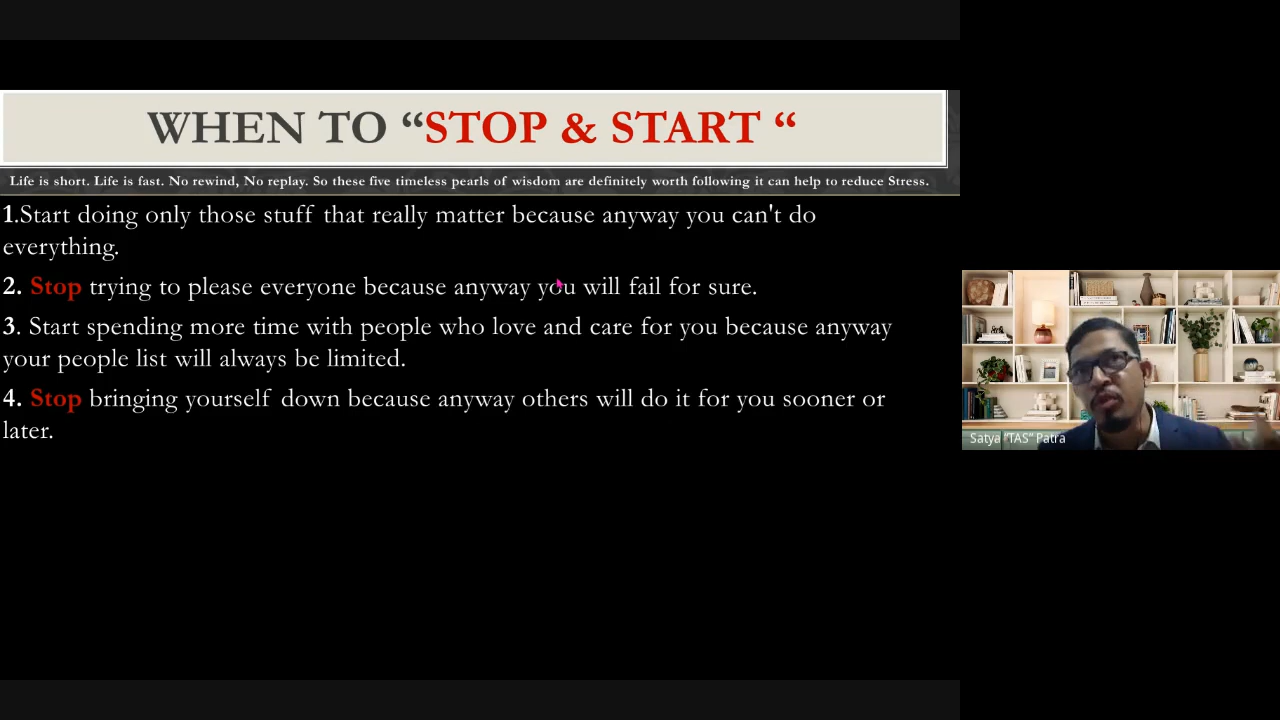 WHEN TO “STOP & START “
Life is short. Life is fast. No rewind, No replay. So these five timeless pearls of wisdom are definitely worth following it can help to reduce Stress.
1.Start doing only those stuff that really matter because anyway you can't do
everything.
2. Stop trying to please everyone because anyway you will fail for sure.
3. Start spending more time with people who love and care for you because anyway
your people list will always be limited.
4. Stop bringing yourself down because anyway others will do it for you sooner or
later.
Satya “TAS” Patra